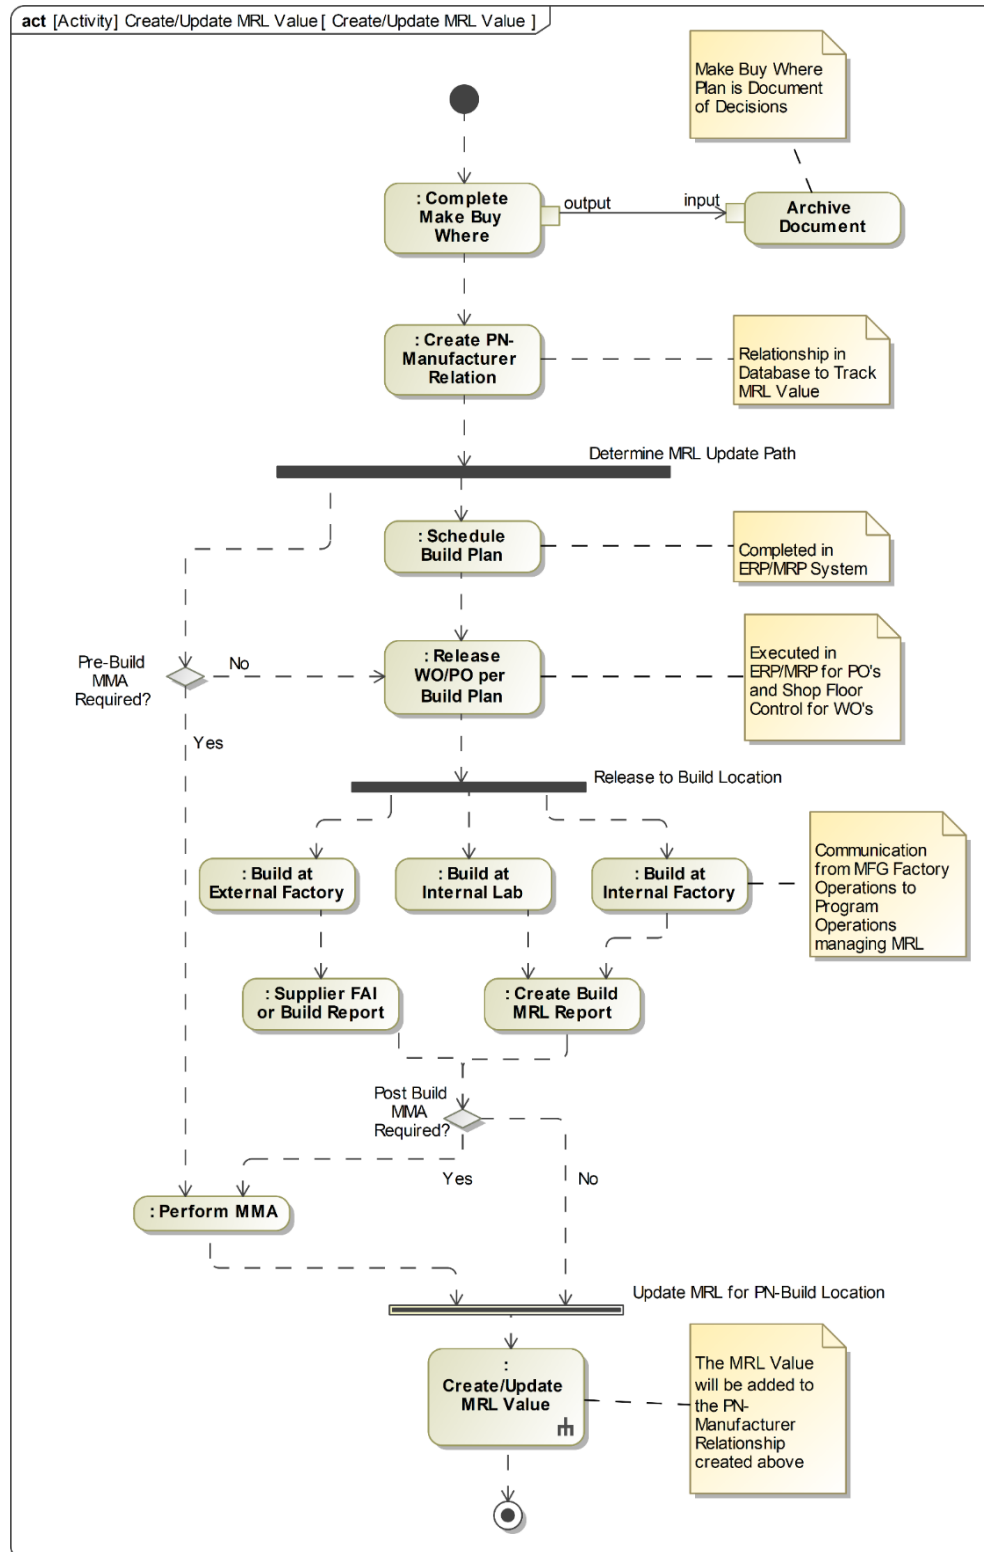 act [Activity] Create/Update MRL Value [ Create/Update MRL Value ]
Make Buy Where
Plan is Document
of Decisions
: Complete
Make Buy
Where
output
input
Archive
Document
: Create PN-
Manufacturer
Relation
Relationship in
Database to Track
MRL Value
Determine MRL Update Path
: Schedule
Build Plan
Completed in
ERP/MRP System
Pre-Build
MMA
Required?
No
Yes
: Release
WO/PO per
Build Plan
Executed in
ERP/MRP for PO's
and Shop Floor
Control for WO's
Release to Build Location
: Build at
External Factory
: Build at
Internal Lab
: Build at
Internal Factory
Communication
from MFG Factory
Operations to
Program
Operations
managing MRL
: Supplier FAI
or Build Report
: Create Build
MRL Report
Post Build
MMA
Required?
Yes
No
: Perform MMA
Update MRL for PN-Build Location
:
Create/Update
MRL Value
The MRL Value
will be added to
the PN-
Manufacturer
Relationship
created above